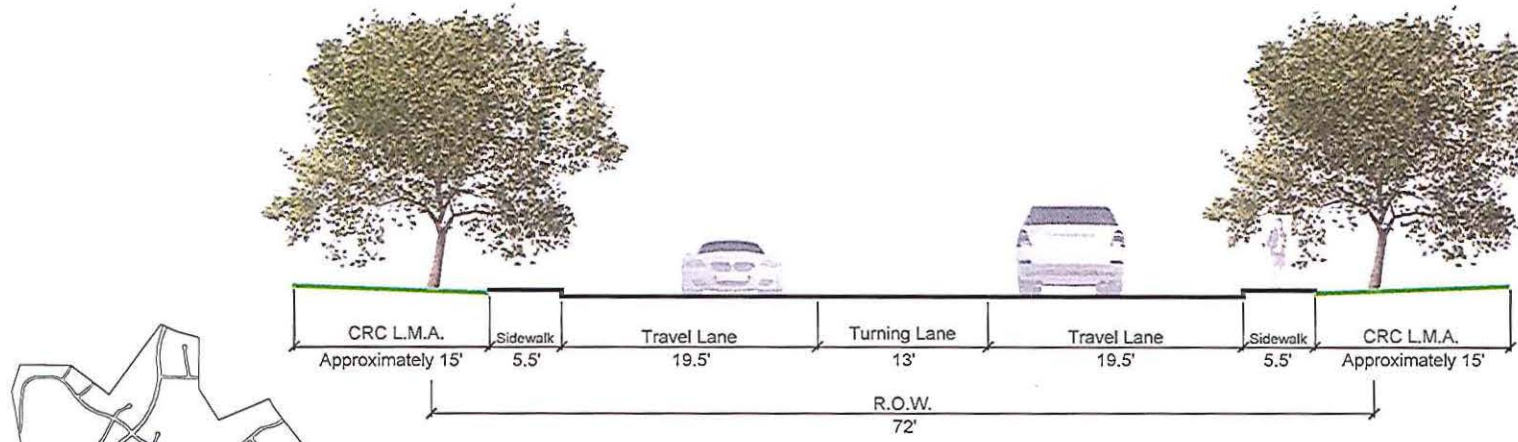 CRC L.M.A. Sidewalk Travel Lane Turning Lane Travel Lane Sidewalk CRC L.M.A.
Approximately 15' 5.5' 19.5' 13' 19.5' 5.5' Approximately 15'
R.O.W.
72'